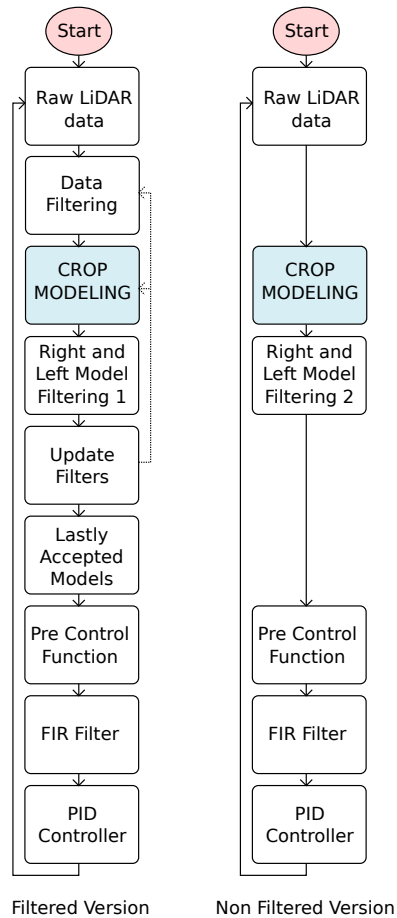 Start
Raw LiDAR
data
Data
Filtering
CROP
MODELING
Right and
Left Model
Filtering 1
Update
Filters
Lastly
Accepted
Models
Pre Control
Function
FIR Filter
PID
Controller
Filtered Version
Start
Raw LiDAR
data
CROP
MODELING
Right and
Left Model
Filtering 2
Pre Control
Function
FIR Filter
PID
Controller
Non Filtered Version